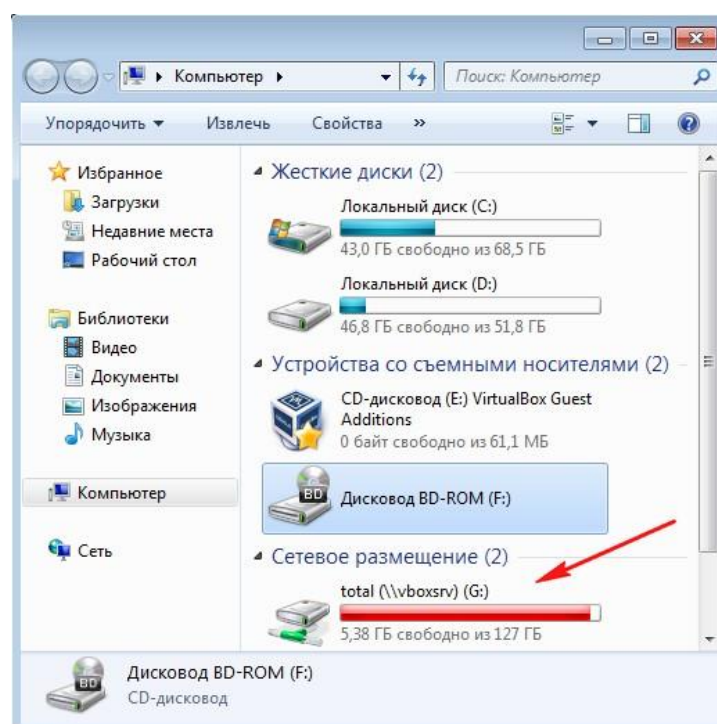 Компьютер
Поиск: Компьютер
Упорядочить
Извлечь
Свойства
»
Избранное
Загрузки
Недавние места
Рабочий стол
Библиотеки
Видео
Документы
Изображения
Музыка
Компьютер
Сеть
Жесткие диски (2)
Локальный диск (C:)
43,0 ГБ свободно из 68,5 ГБ
Локальный диск (D:)
46,8 ГБ свободно из 51,8 ГБ
Устройства со съемными носителями (2)
CD-дисковод (E:) VirtualBox Guest
Additions
0 байт свободно из 61,1 МБ
BD
Дисковод BD-ROM (F:)
Сетевое размещение (2)
total (\\vboxsrv) (G:)
5,38 ГБ свободно из 127 ГБ
BD
Дисковод BD-ROM (F:)
CD-дисковод